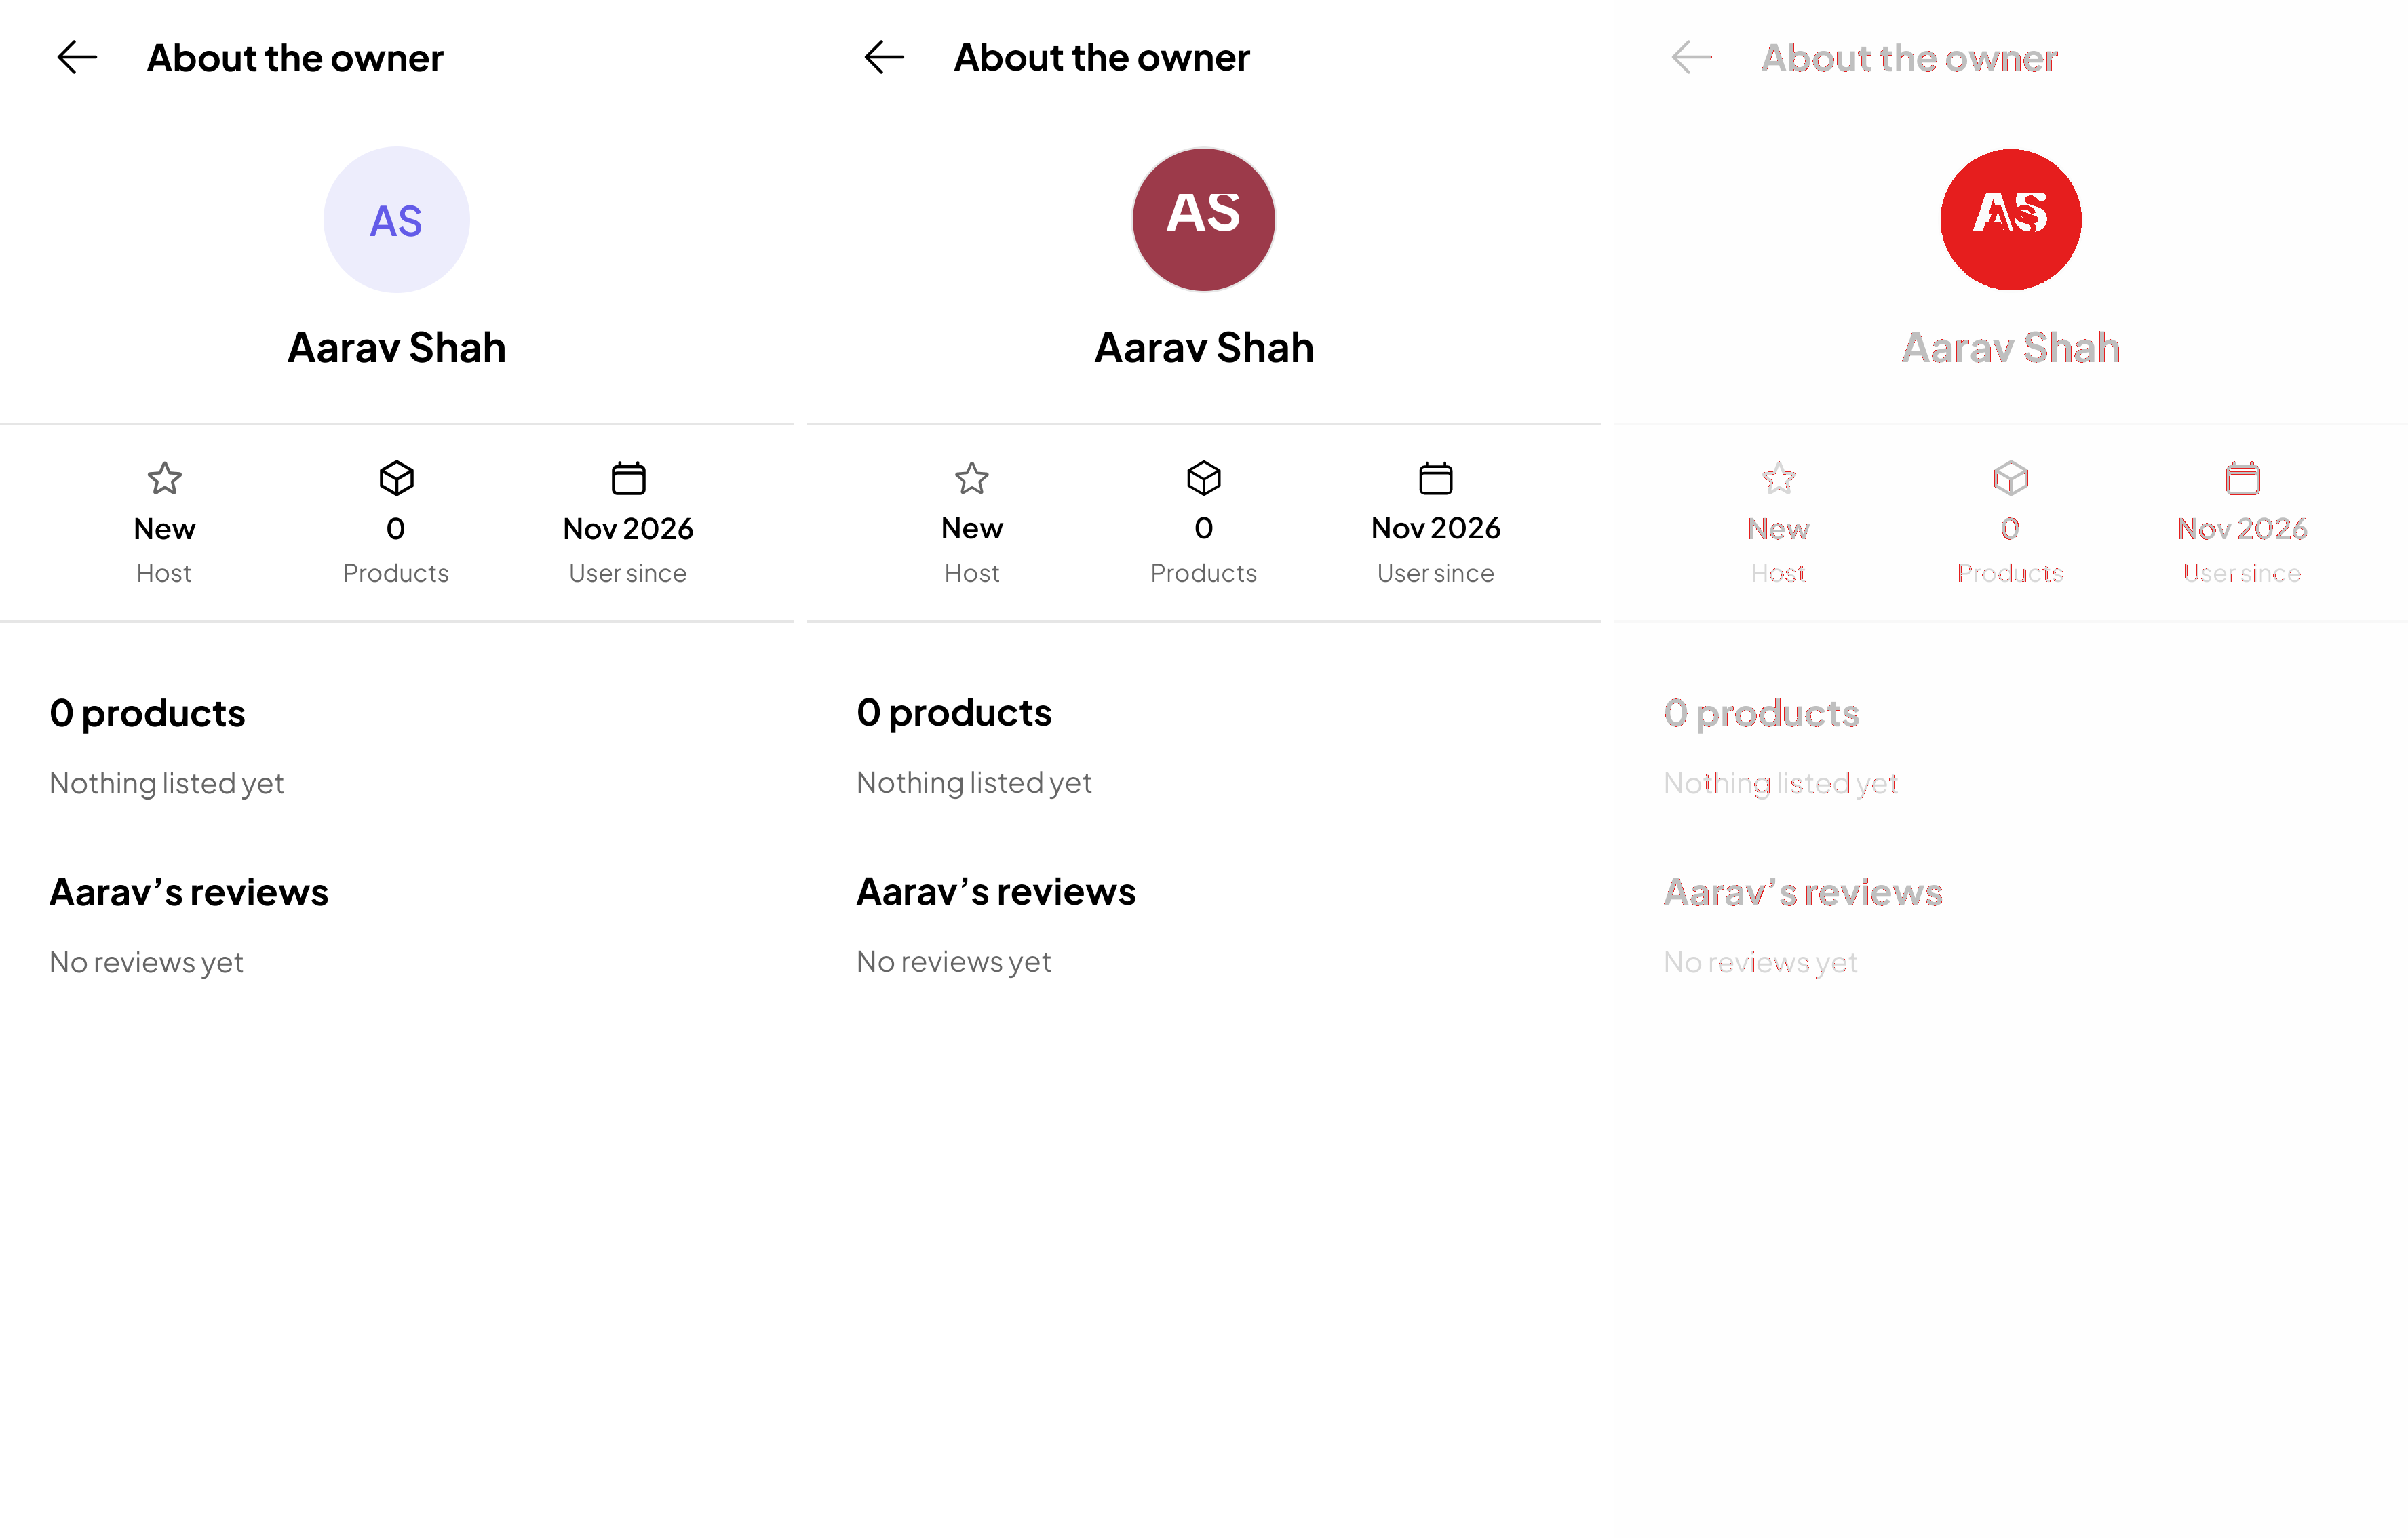 About the owner
AS
Aarav Shah
New
Host
0
Products
Nov 2026
User since
0 products
Nothing listed yet
Aarav’s reviews
No reviews yet
About the owner
AS
Aarav Shah
New
Host
0
Products
Nov 2026
User since
0 products
Nothing listed yet
Aarav’s reviews
No reviews yet
About the owner
AS
Aarav Shah
New
Host
0
Products
Nov 2026
User since
0 products
Nothing listed yet
Aarav’s reviews
No reviews yet